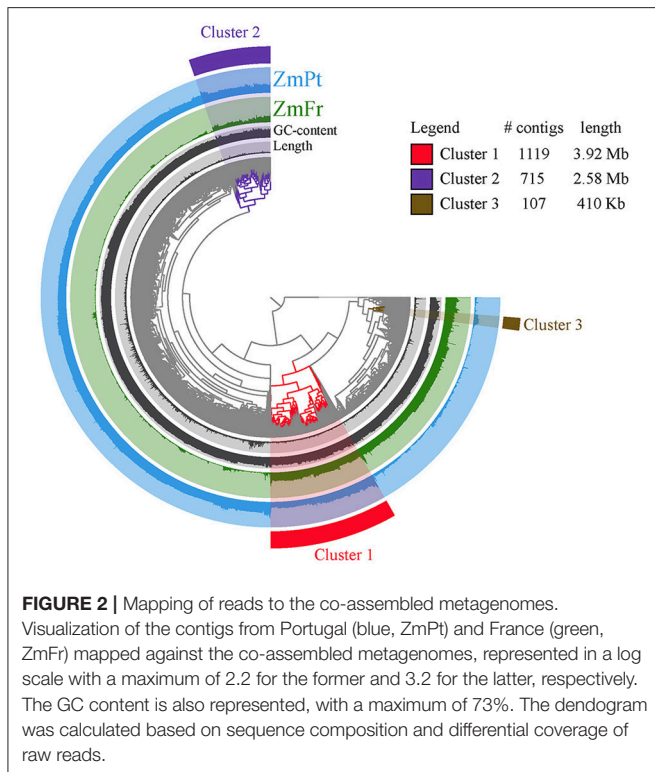 Cluster 2
ZmPt
ZmFr
GC-content
Length
Legend # contigs length
Cluster 1 1119 3.92 Mb
Cluster 2 715 2.58 Mb
Cluster 3 107 410 Kb
Cluster 3
Cluster 1
FIGURE 2 | Mapping of reads to the co-assembled metagenomes.
Visualization of the contigs from Portugal (blue, ZmPt) and France (green,
ZmFr) mapped against the co-assembled metagenomes, represented in a log
scale with a maximum of 2.2 for the former and 3.2 for the latter, respectively.
The GC content is also represented, with a maximum of 73%. The dendogram
was calculated based on sequence composition and differential coverage of
raw reads.